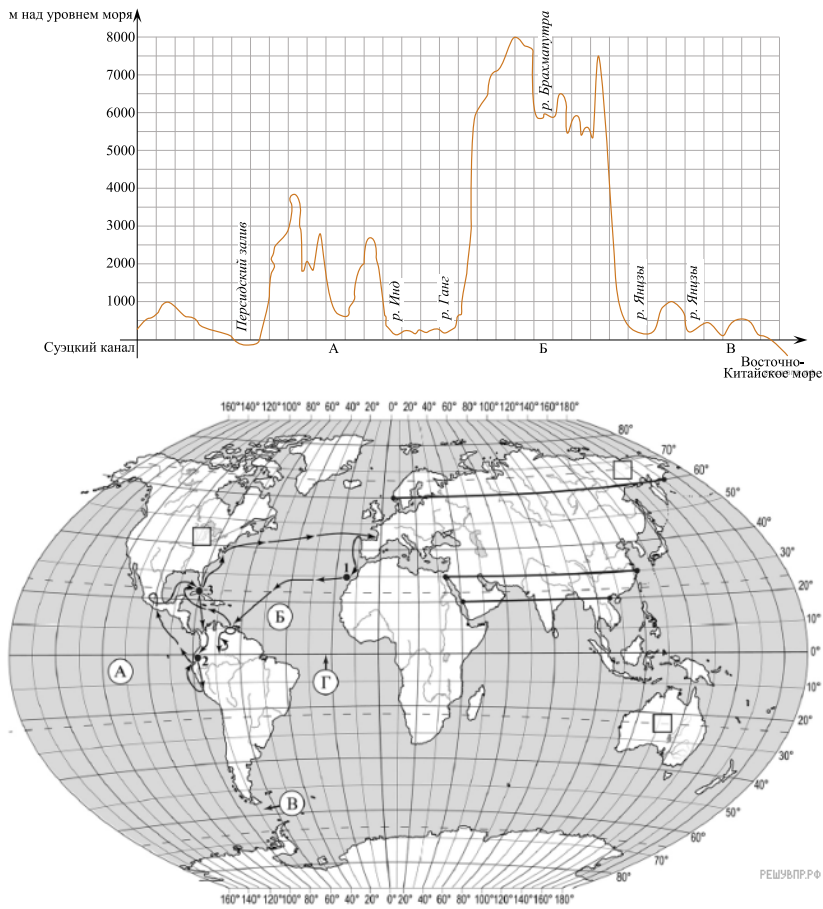 м над уровнем моря
8000
7000
6000
5000
4000
3000
2000
1000
Персидский залив
р. Инд
р. Ганг
р. Брахмапутра
р. Янцзы
р. Янцзы
Суэцкий канал
А
Б
В
Восточно-
Китайское море
160° 140° 120° 100° 80° 60° 40° 20° 0° 20° 40° 60° 80° 100° 120° 140° 160° 180°
80°
70°
60°
50°
40°
30°
20°
10°
0°
10°
20°
30°
40°
50°
60°
70°
80°
1
3
Б
2
А
Г
В
РЕШУВПР.РФ
160° 140° 120° 100° 80° 60° 40° 20° 0° 20° 40° 60° 80° 100° 120° 140° 160° 180°